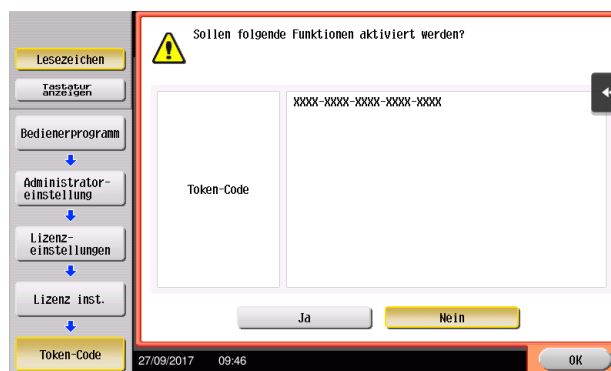 Sollen folgende Funktionen aktiviert werden?
Lesezeichen
Tastatur
anzeigen
Bedienerprogramm
Administrator-
einstellung
Lizenz-
einstellungen
Lizenz inst.
Token-Code
Token-Code
XXXX-XXXX-XXXX-XXXX-XXXX
Ja
Nein
27/09/2017 09:46
OK